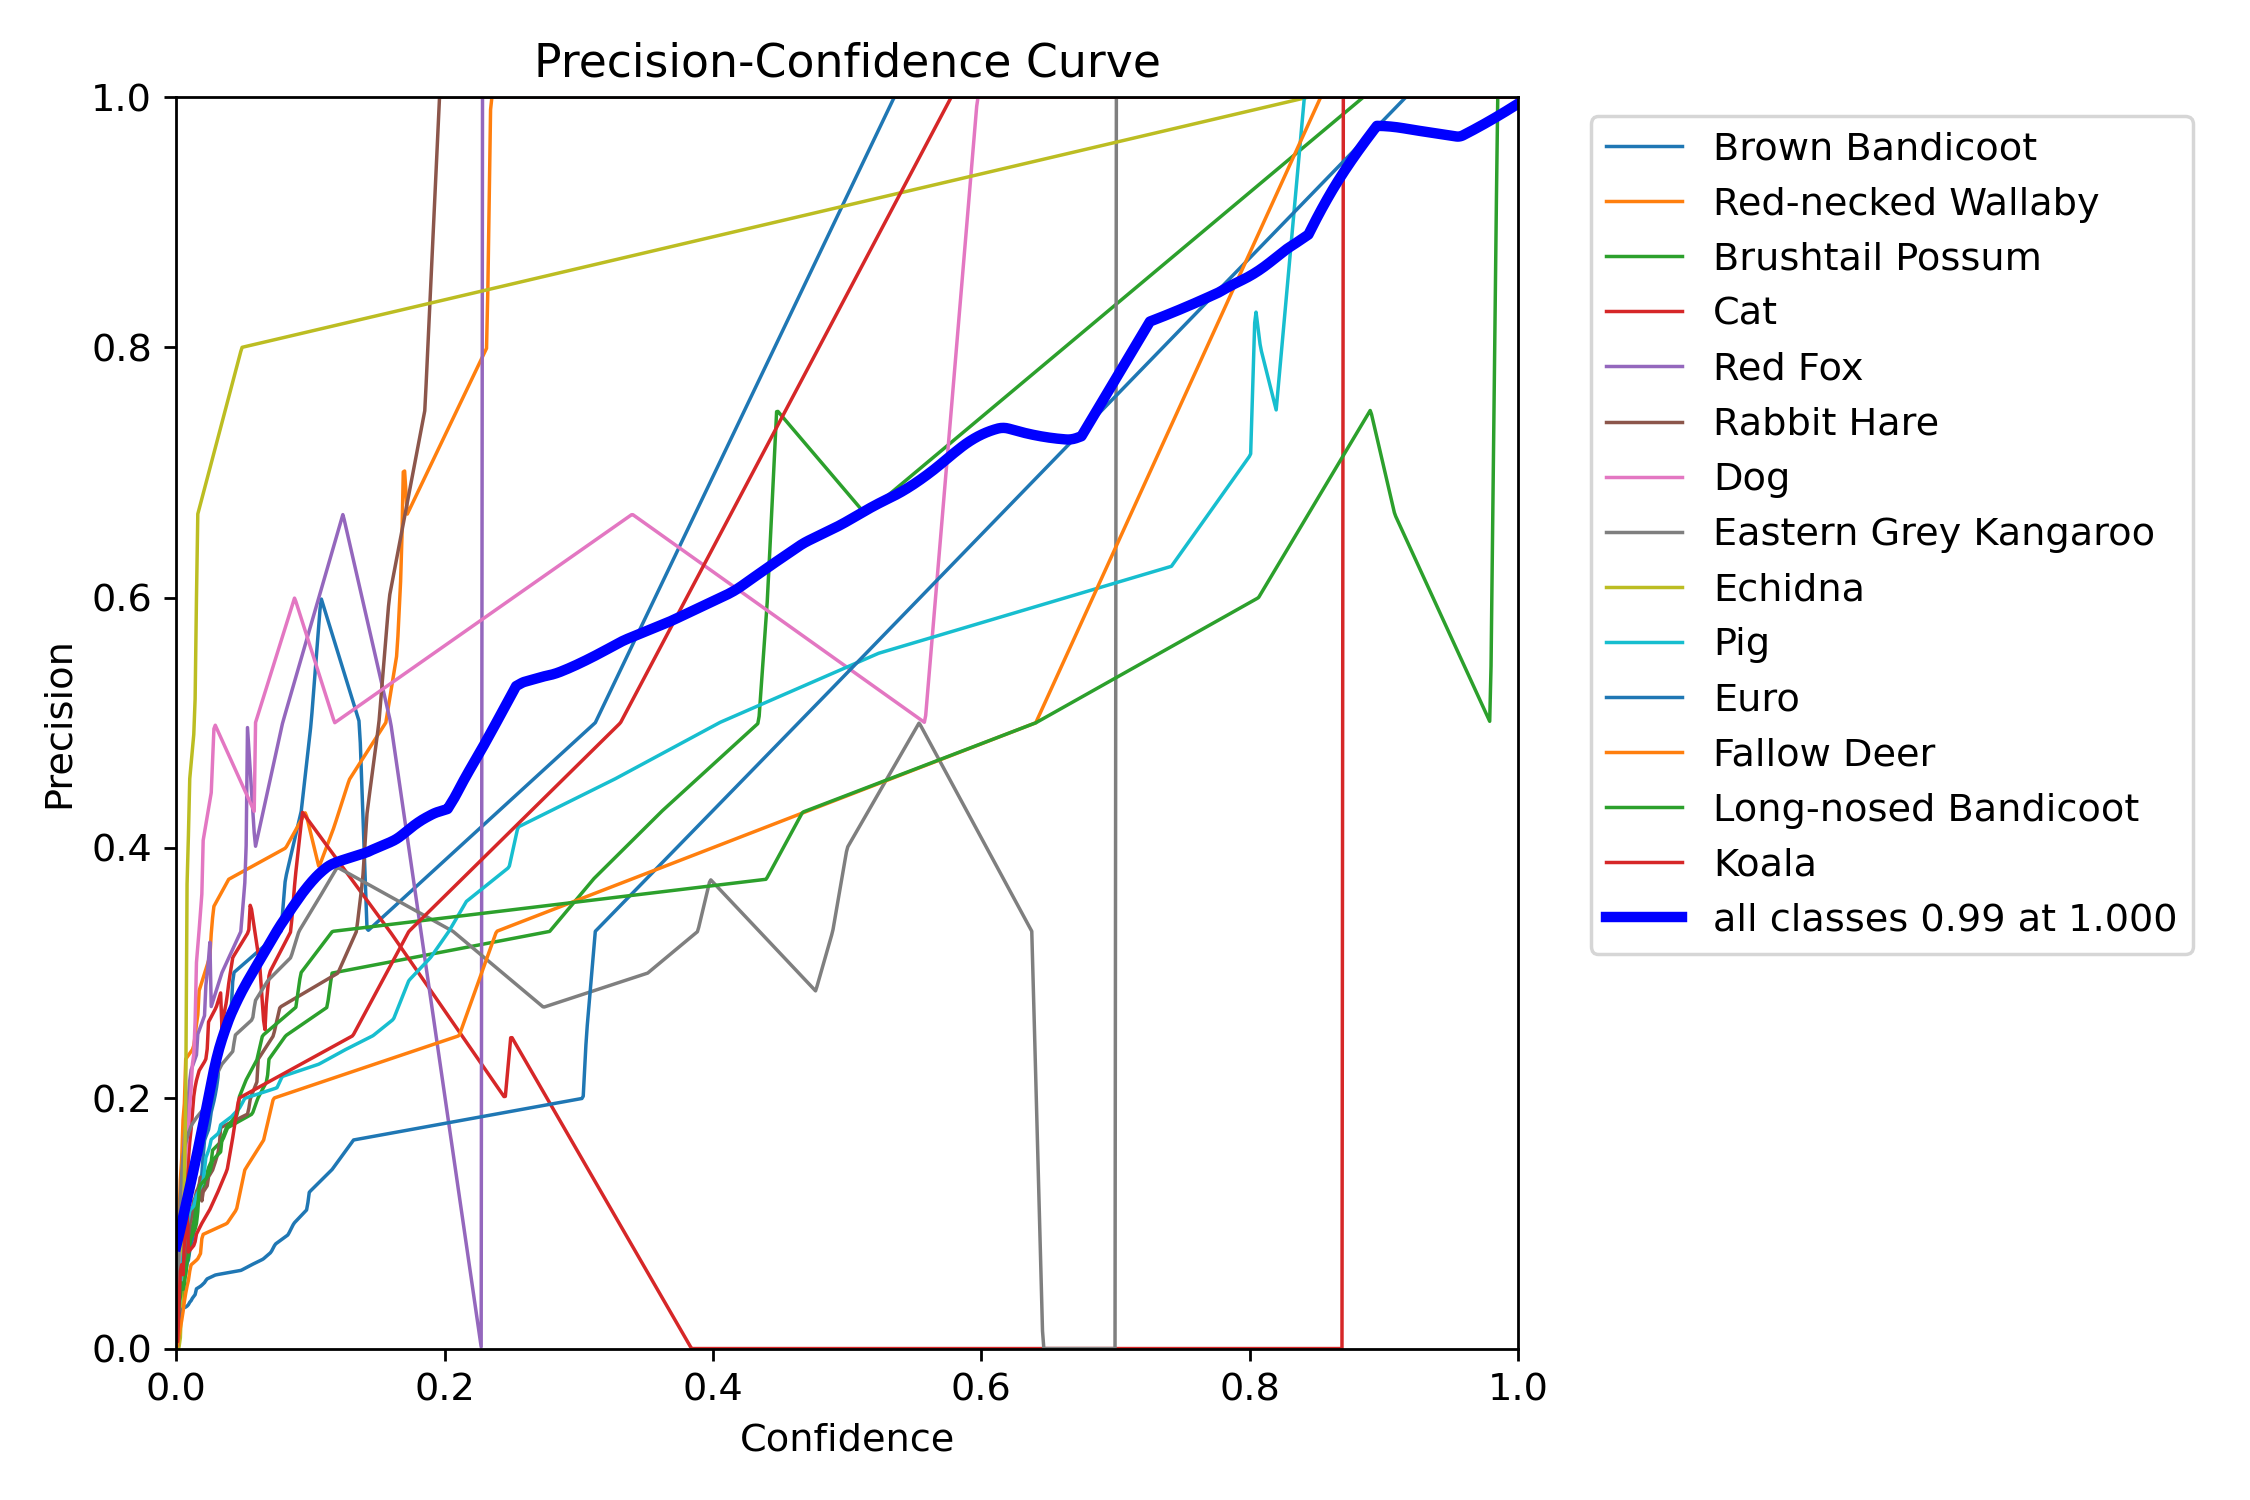 Precision-Confidence Curve
1.0
0.8
0.6
0.4
0.2
0.0
Precision
0.0 0.2 0.4 0.6 0.8 1.0
Confidence
Brown Bandicoot
Red-necked Wallaby
Brushtail Possum
Cat
Red Fox
Rabbit Hare
Dog
Eastern Grey Kangaroo
Echidna
Pig
Euro
Fallow Deer
Long-nosed Bandicoot
Koala
all classes 0.99 at 1.000